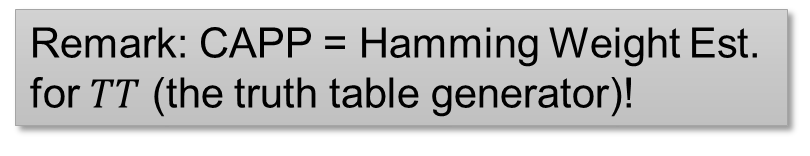 Remark: CAPP = Hamming Weight Est.
for 𝑇𝑇 (the truth table generator)!